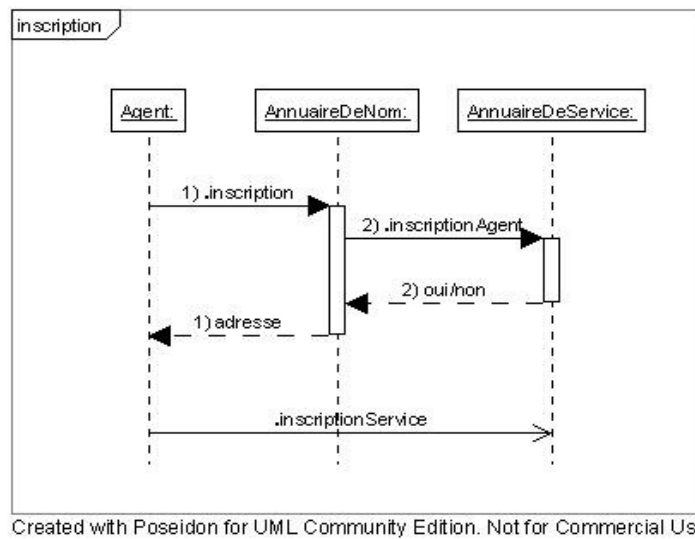 inscription
Agent:
AnnuaireDeNom:
AnnuaireDeService:
1) .inscription
2) .inscriptionAgent
2) oui/non
1) adresse
.inscriptionService
Created with Poseidon for UML Community Edition. Not for Commercial Us